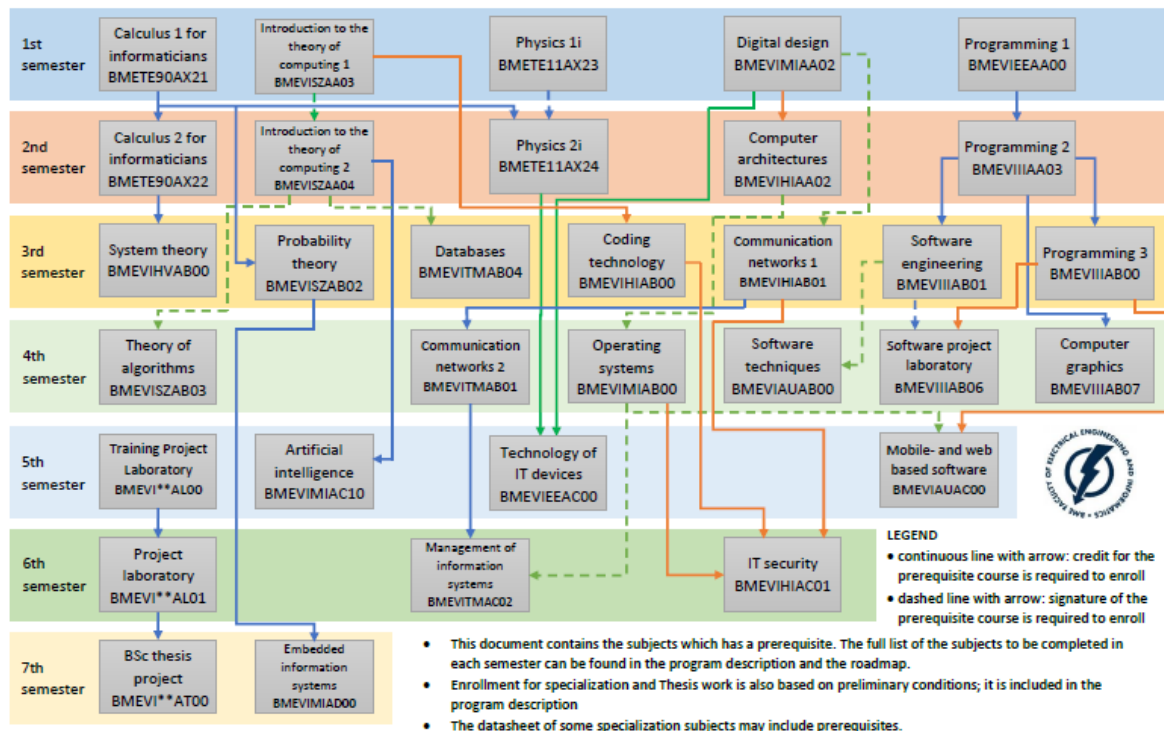 1st
semester
Calculus 1 for
informaticians
BMETE90AX21
Introduction to the
theory of
computing 1
BMEVISZAA03
Physics 1i
BMETE11AX23
Digital design
BMEVIMIAA02
Programming 1
BMEVIEEAA00
2nd
semester
Calculus 2 for
informaticians
BMETE90AX22
Introduction to the
theory of
computing 2
BMEVISZAA04
Physics 2i
BMETE11AX24
Computer
architectures
BMEVIHIAA02
Programming 2
BMEVIIIAA03
3rd
semester
System theory
BMEVIHVAB00
Probability
theory
BMEVISZAB02
Databases
BMEVITMAB04
Coding
technology
BMEVIHIAB00
Communication
networks 1
BMEVIHIAB01
Software
engineering
BMEVIIIAB01
Programming 3
BMEVIIIAB00
4th
semester
Theory of
algorithms
BMEVISZAB03
Communication
networks 2
BMEVITMAB01
Operating
systems
BMEVIMIAB00
Software
techniques
BMEVIAUAB00
Software project
laboratory
BMEVIIIAB06
Computer
graphics
BMEVIIIAB07
5th
semester
Training Project
Laboratory
BMEVI**AL00
Artificial
intelligence
BMEVIMIAC10
Technology of
IT devices
BMEVIEEAC00
Mobile- and web
based software
BMEVIAUAC00
BME FACULTY OF ELECTRICAL ENGINEERING AND INFORMATICS
6th
semester
Project
laboratory
BMEVI**AL01
Management of
information
systems
BMEVITMAC02
IT security
BMEVIHIAC01
LEGEND
• continuous line with arrow: credit for the
prerequisite course is required to enroll
• dashed line with arrow: signature of the
prerequisite course is required to enroll
7th
semester
BSc thesis
project
BMEVI**AT00
Embedded
information
systems
BMEVIMIAD00
• This document contains the subjects which has a prerequisite. The full list of the subjects to be completed in
each semester can be found in the program description and the roadmap.
• Enrollment for specialization and Thesis work is also based on preliminary conditions; it is included in the
program description
• The datasheet of some specialization subjects may include prerequisites.